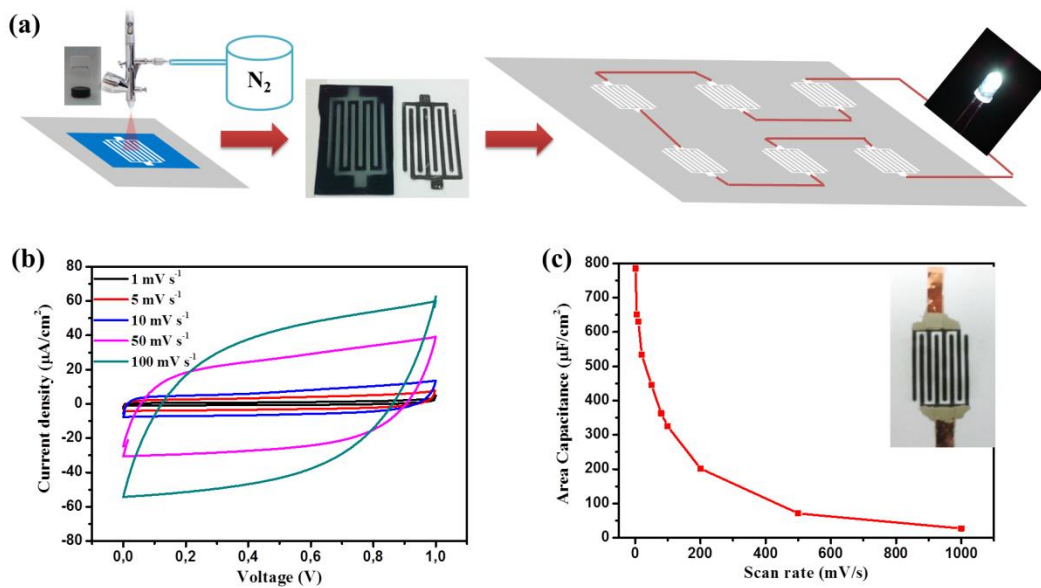 (a)
N₂
(b)
1 mV s⁻¹
5 mV s⁻¹
10 mV s⁻¹
50 mV s⁻¹
100 mV s⁻¹
80
60
40
20
0
-20
-40
-60
-80
Current density (µA/cm²)
0,0
0,2
0,4
0,6
0,8
1,0
Voltage (V)
(c)
800
700
600
500
400
300
200
100
0
Area Capacitance (µF/cm²)
0
200
400
600
800
1000
Scan rate (mV/s)